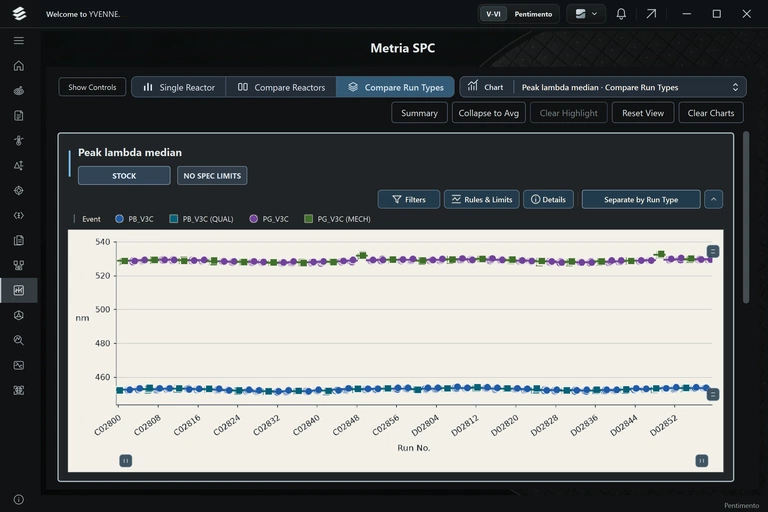 Welcome to YVENNE.
V-VI Pentimento
Metria SPC
Show Controls
Single Reactor
Compare Reactors
Compare Run Types
Chart Peak lambda median · Compare Run Types
Summary
Collapse to Avg
Clear Highlight
Reset View
Clear Charts
Peak lambda median
STOCK
NO SPEC LIMITS
Filters
Rules & Limits
Details
Separate by Run Type
Event PB_V3C PB_V3C (QUAL) PG_V3C PG_V3C (MECH)
540
520
nm
500
480
460
C02800 C02808 C02816 C02824 C02832 C02840 C02848 C02856 D02804 D02812 D02820 D02828 D02836 D02844 D02852
Run No.
Pentimento